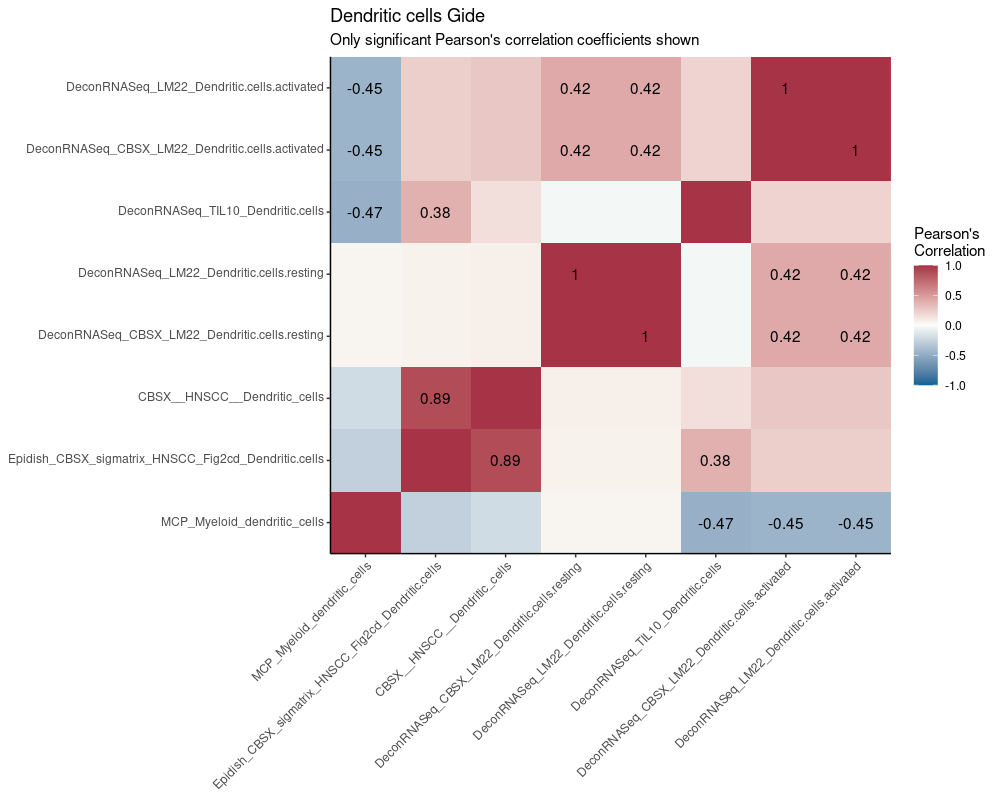 Dendritic cells Gide
Only significant Pearson's correlation coefficients shown
DeconRNASeq_LM22_Dendritic.cells.activated
-0.45 0.42 0.42 1
DeconRNASeq_CBSX_LM22_Dendritic.cells.activated
-0.45 0.42 0.42 1
DeconRNASeq_TIL10_Dendritic.cells
-0.47 0.38
DeconRNASeq_LM22_Dendritic.cells.resting
1 0.42 0.42
DeconRNASeq_CBSX_LM22_Dendritic.cells.resting
1 0.42 0.42
CBSX__HNSCC__Dendritic_cells
0.89
Epidish_CBSX_sigmatrix_HNSCC_Fig2cd_Dendritic.cells
0.89 0.38
MCP_Myeloid_dendritic_cells
-0.47 -0.45 -0.45
MCP_Myeloid_dendritic_cells
Epidish_CBSX_sigmatrix_HNSCC_Fig2cd_Dendritic.cells
CBSX__HNSCC__Dendritic_cells
DeconRNASeq_CBSX_LM22_Dendritic.cells.resting
DeconRNASeq_LM22_Dendritic.cells.resting
DeconRNASeq_TIL10_Dendritic.cells
DeconRNASeq_CBSX_LM22_Dendritic.cells.activated
DeconRNASeq_LM22_Dendritic.cells.activated
Pearson's
Correlation
1.0
0.5
0.0
-0.5
-1.0